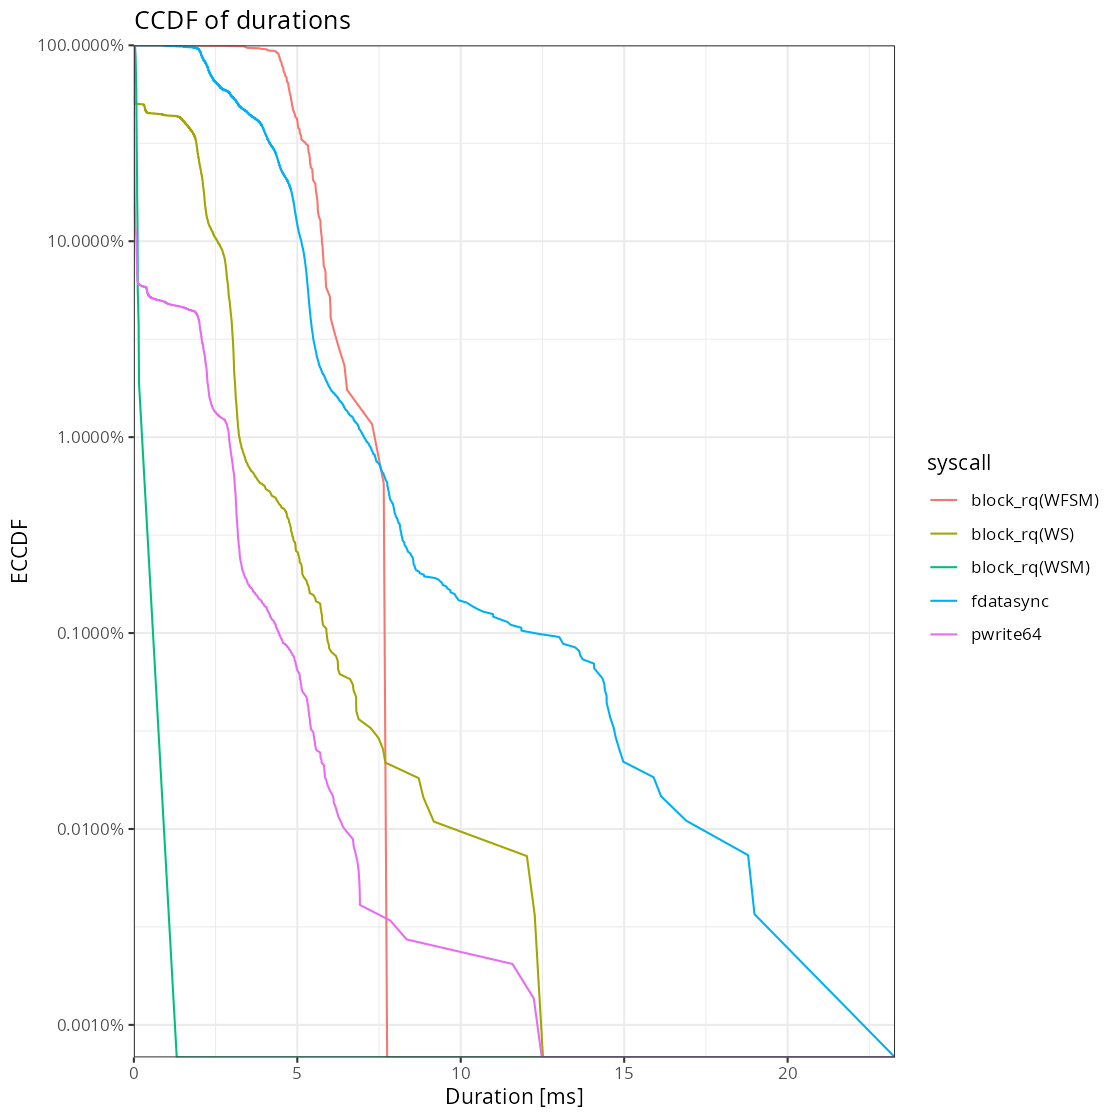 CCDF of durations
100.0000%
10.0000%
1.0000%
0.1000%
0.0100%
0.0010%
ECCDF
0 5 10 15 20
Duration [ms]
syscall
block_rq(WFSM)
block_rq(WS)
block_rq(WSM)
fdatasync
pwrite64